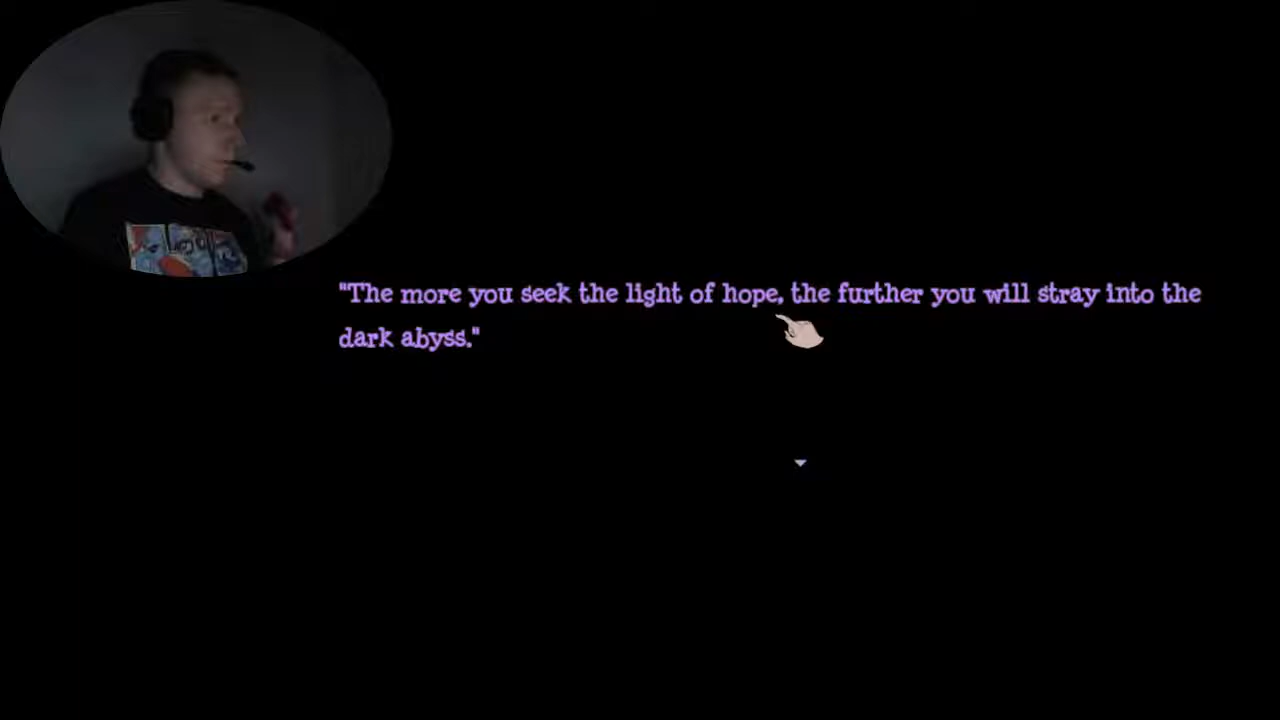 "The more you seek the light of hope, the further you will stray into the
dark abyss."